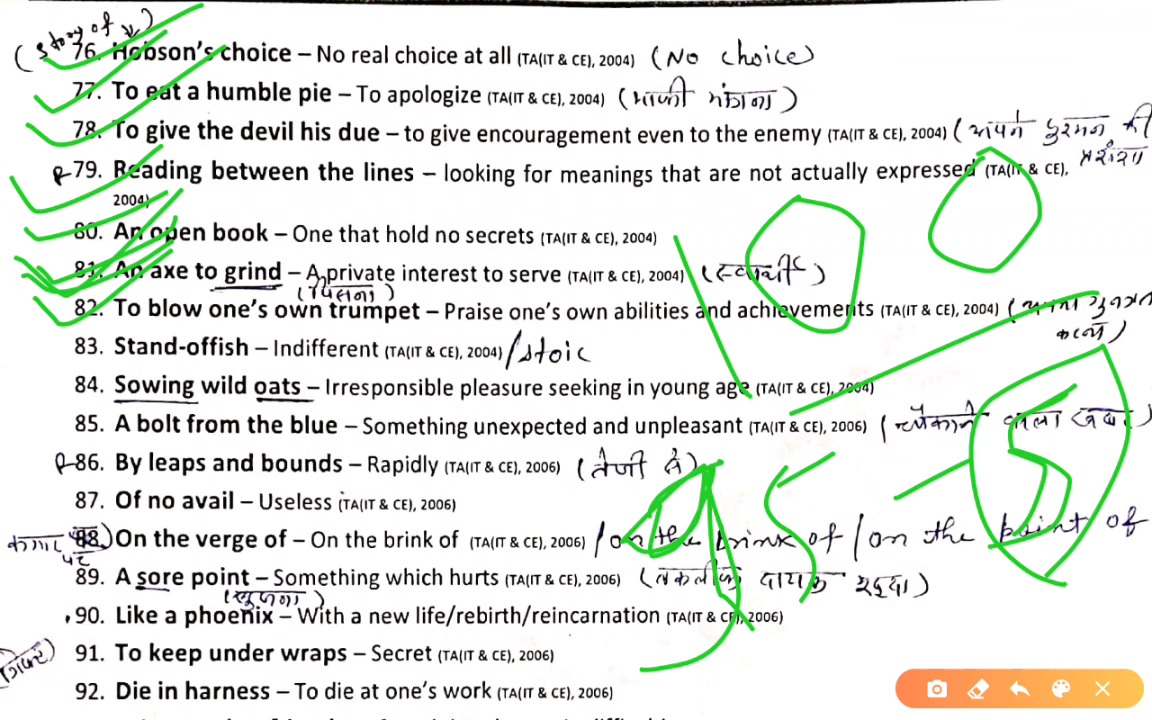 (story of ↓)
76. Hobson's choice – No real choice at all (TA(IT & CE), 2004) (No choice)
77. To eat a humble pie – To apologize (TA(IT & CE), 2004) (माफी मांगना)
78. To give the devil his due – to give encouragement even to the enemy (TA(IT & CE), 2004) (अपने दुश्मन की
79. Reading between the lines – looking for meanings that are not actually expressed (TA(IT & CE),
2004)
80. An open book – One that hold no secrets (TA(IT & CE), 2004)
81. An axe to grind – A private interest to serve (TA(IT & CE), 2004) (स्वार्थी)
82. To blow one's own trumpet – Praise one's own abilities and achievements (TA(IT & CE), 2004)
83. Stand-offish – Indifferent (TA(IT & CE), 2004) /stoic
84. Sowing wild oats – Irresponsible pleasure seeking in young age (TA(IT & CE), 2004)
85. A bolt from the blue – Something unexpected and unpleasant (TA(IT & CE), 2006) (चौंकाने वाला
86. By leaps and bounds – Rapidly (TA(IT & CE), 2006) (तेजी से)
87. Of no avail – Useless (TA(IT & CE), 2006)
88. On the verge of – On the brink of (TA(IT & CE), 2006) /on the brink of /on the point of
89. A sore point – Something which hurts (TA(IT & CE), 2006)
90. Like a phoenix – With a new life/rebirth/reincarnation (TA(IT & CE), 2006)
91. To keep under wraps – Secret (TA(IT & CE), 2006)
92. Die in harness – To die at one's work (TA(IT & CE), 2006)